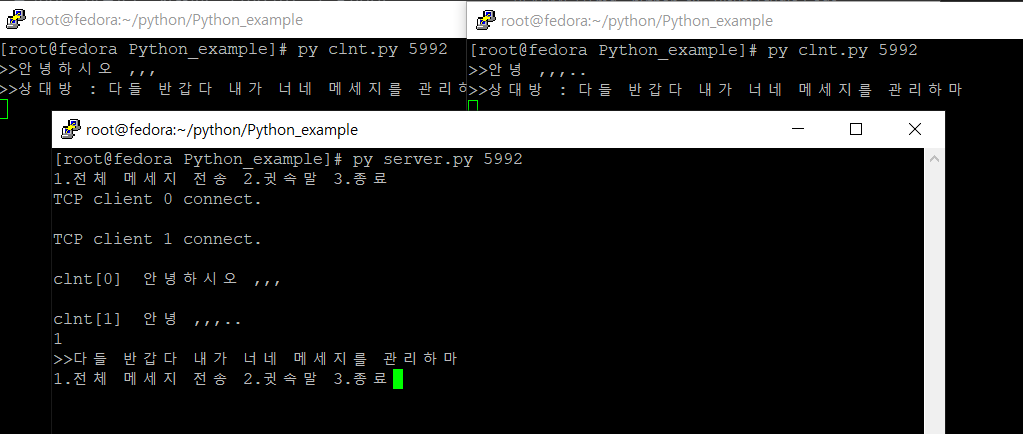 root@fedora:~/python/Python_example
[root@fedora Python_example]# py clnt.py 5992
>>안녕하시오 ,,,
>>상대방 : 다들 반갑다 내가 너네 메세지를 관리하
root@fedora:~/python/Python_example
[root@fedora Python_example]# py clnt.py 5992
>>안녕 ,,,..
>>상대방 : 다들 반갑다 내가 너네 메세지를 관리하마
root@fedora:~/python/Python_example
[root@fedora Python_example]# py server.py 5992
1.전체 메세지 전송 2.귓속말 3.종료
TCP client 0 connect.
TCP client 1 connect.
clnt[0] 안녕하시오 ,,,
clnt[1] 안녕 ,,,..
1
>>다들 반갑다 내가 너네 메세지를 관리하마
1.전체 메세지 전송 2.귓속말 3.종료